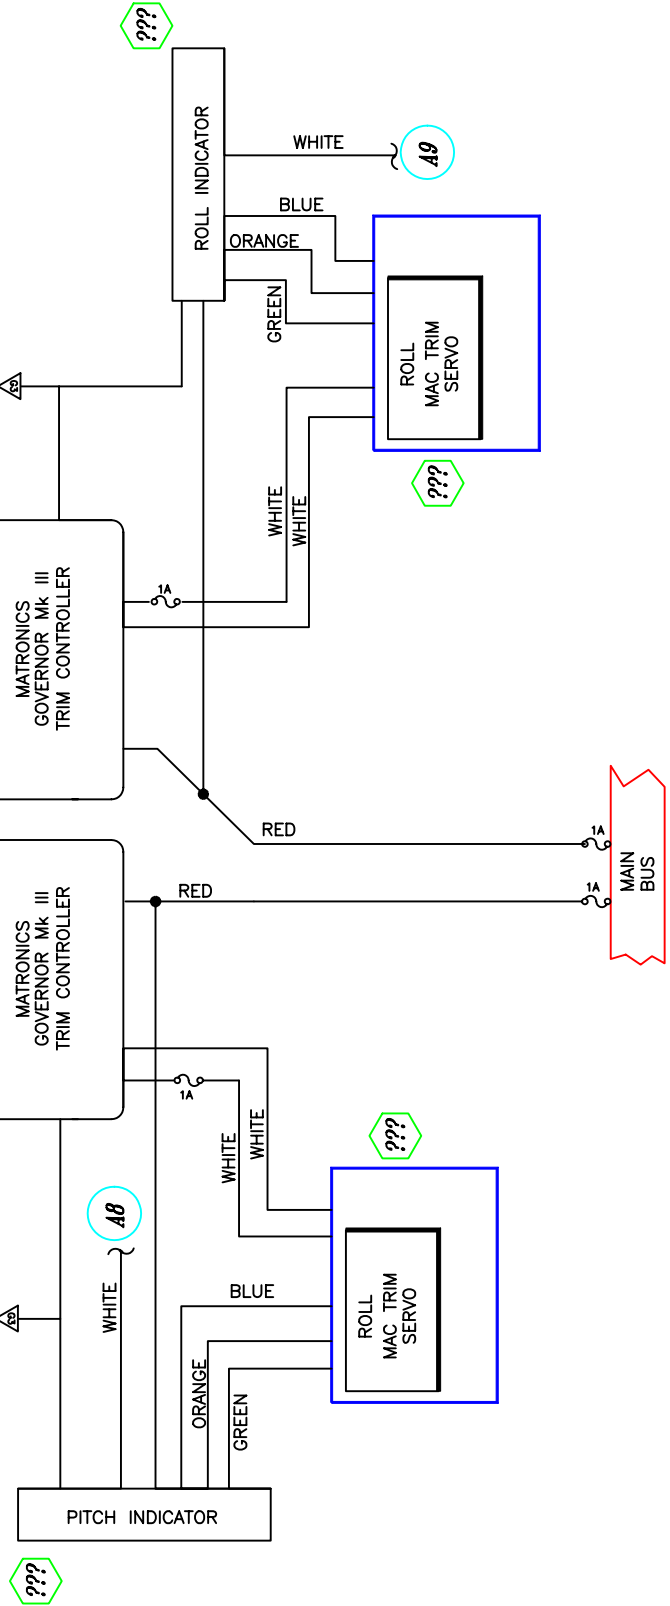 ???
ROLL INDICATOR
WHITE
A9
BLUE
ORANGE
GREEN
ROLL
MAC TRIM
SERVO
???
G3
WHITE
WHITE
1A
MATRONICS
GOVERNOR Mk III
TRIM CONTROLLER
RED
1A
MAIN
BUS
RED
1A
MATRONICS
GOVERNOR Mk III
TRIM CONTROLLER
1A
WHITE
WHITE
???
A8
WHITE
G3
BLUE
ORANGE
GREEN
ROLL
MAC TRIM
SERVO
PITCH INDICATOR
???